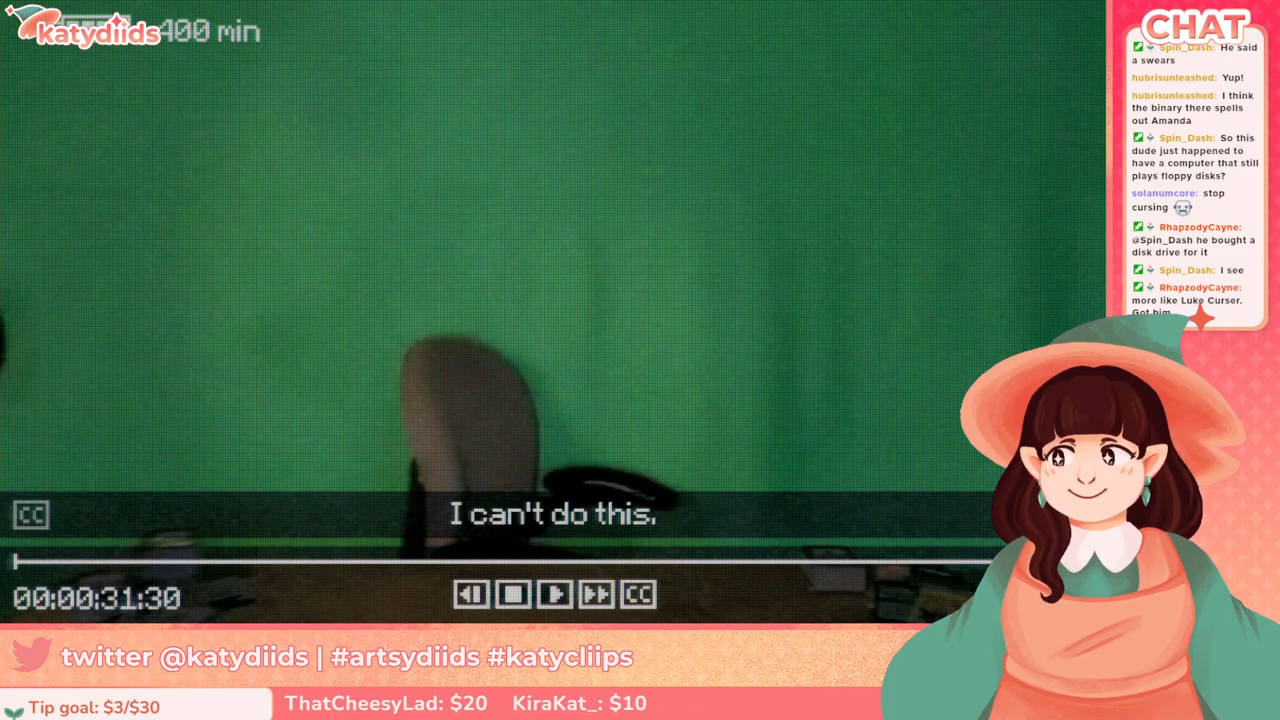 katydiids
400 min
CHAT
Spin_Dash: He said
a swears
hubrisunleashed: Yup!
hubrisunleashed: I think
the binary there spells
out Amanda
Spin_Dash: So this
dude just happened to
have a computer that still
plays floppy disks?
solanumcore: stop
cursing
RhapzodyCayne:
@Spin_Dash he bought a
disk drive for it
Spin_Dash: I see
RhapzodyCayne:
more like Luke Curser.
Got him
CC
I can't do this.
00:00:31:30
CC
twitter @katydiids | #artsydiids #katycliips
Tip goal: $3/$30
ThatCheesyLad: $20 KiraKat_: $10